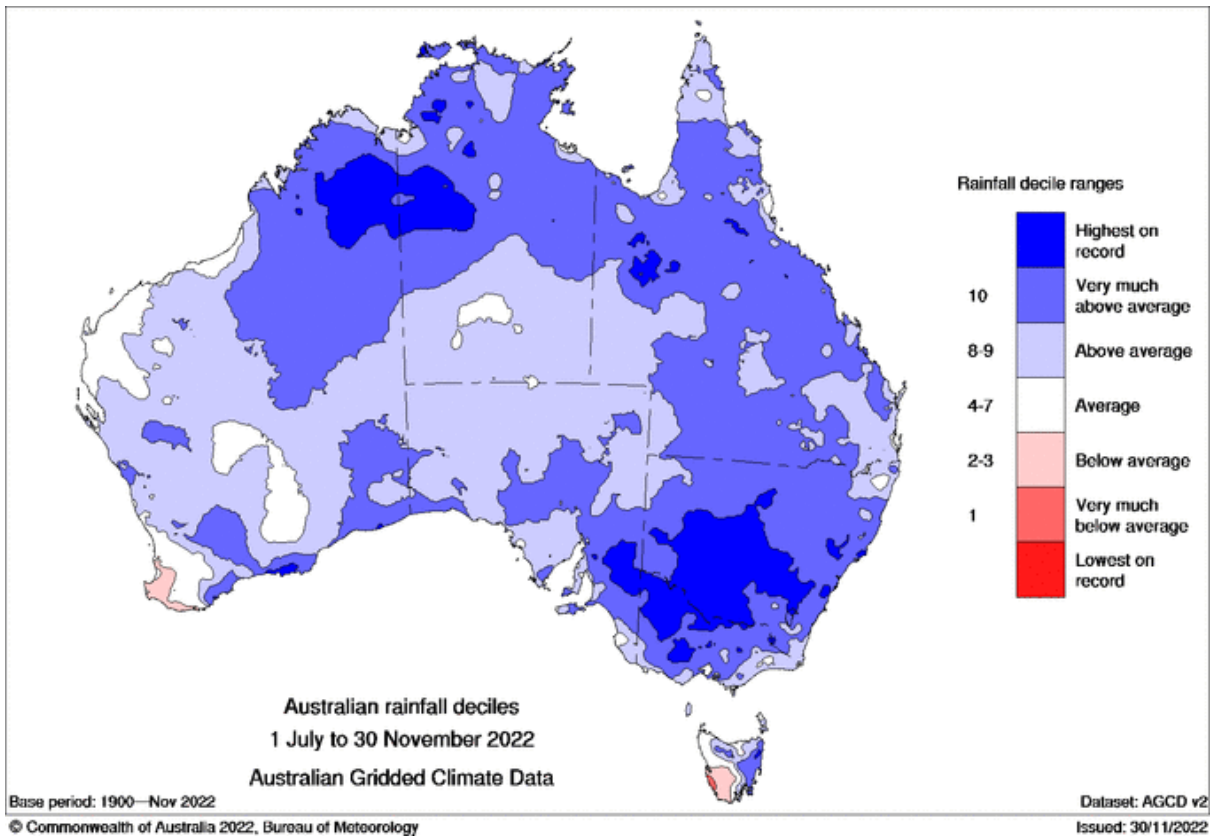 Rainfall decile ranges
Highest on
record
10
Very much
above average
8-9
Above average
4-7
Average
2-3
Below average
1
Very much
below average
Lowest on
record
Australian rainfall deciles
1 July to 30 November 2022
Australian Gridded Climate Data
Base period: 1900—Nov 2022
Dataset: AGCD v2
© Commonwealth of Australia 2022, Bureau of Meteorology
Issued: 30/11/2022